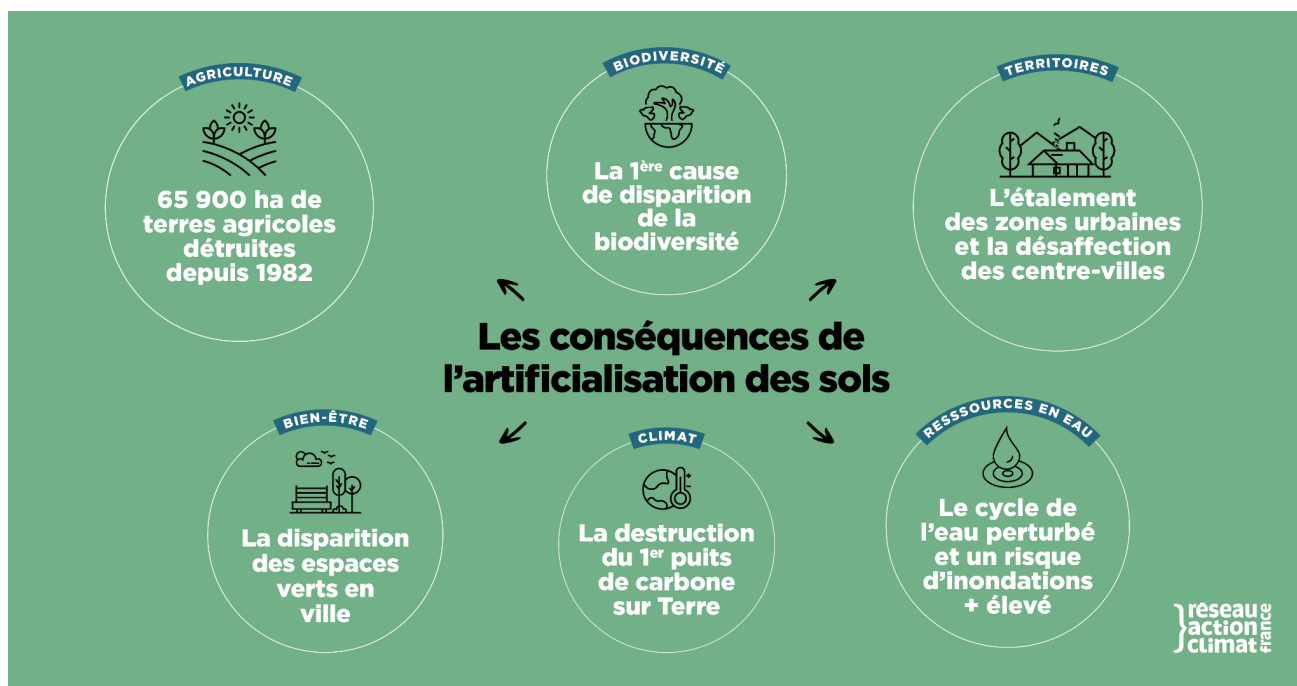 AGRICULTURE
65 900 ha de
terres agricoles
détruites
depuis 1982
BIODIVERSITÉ
La 1ère cause
de disparition
de la
biodiversité
TERRITOIRES
L’étalement
des zones urbaines
et la désaffection
des centre-villes
Les conséquences de
l’artificialisation des sols
BIEN-ÊTRE
La disparition
des espaces
verts en
ville
CLIMAT
La destruction
du 1er puits
de carbone
sur Terre
RESSSOURCES EN EAU
Le cycle de
l’eau perturbé
et un risque
d’inondations
+ élevé
réseau
action
climat
france